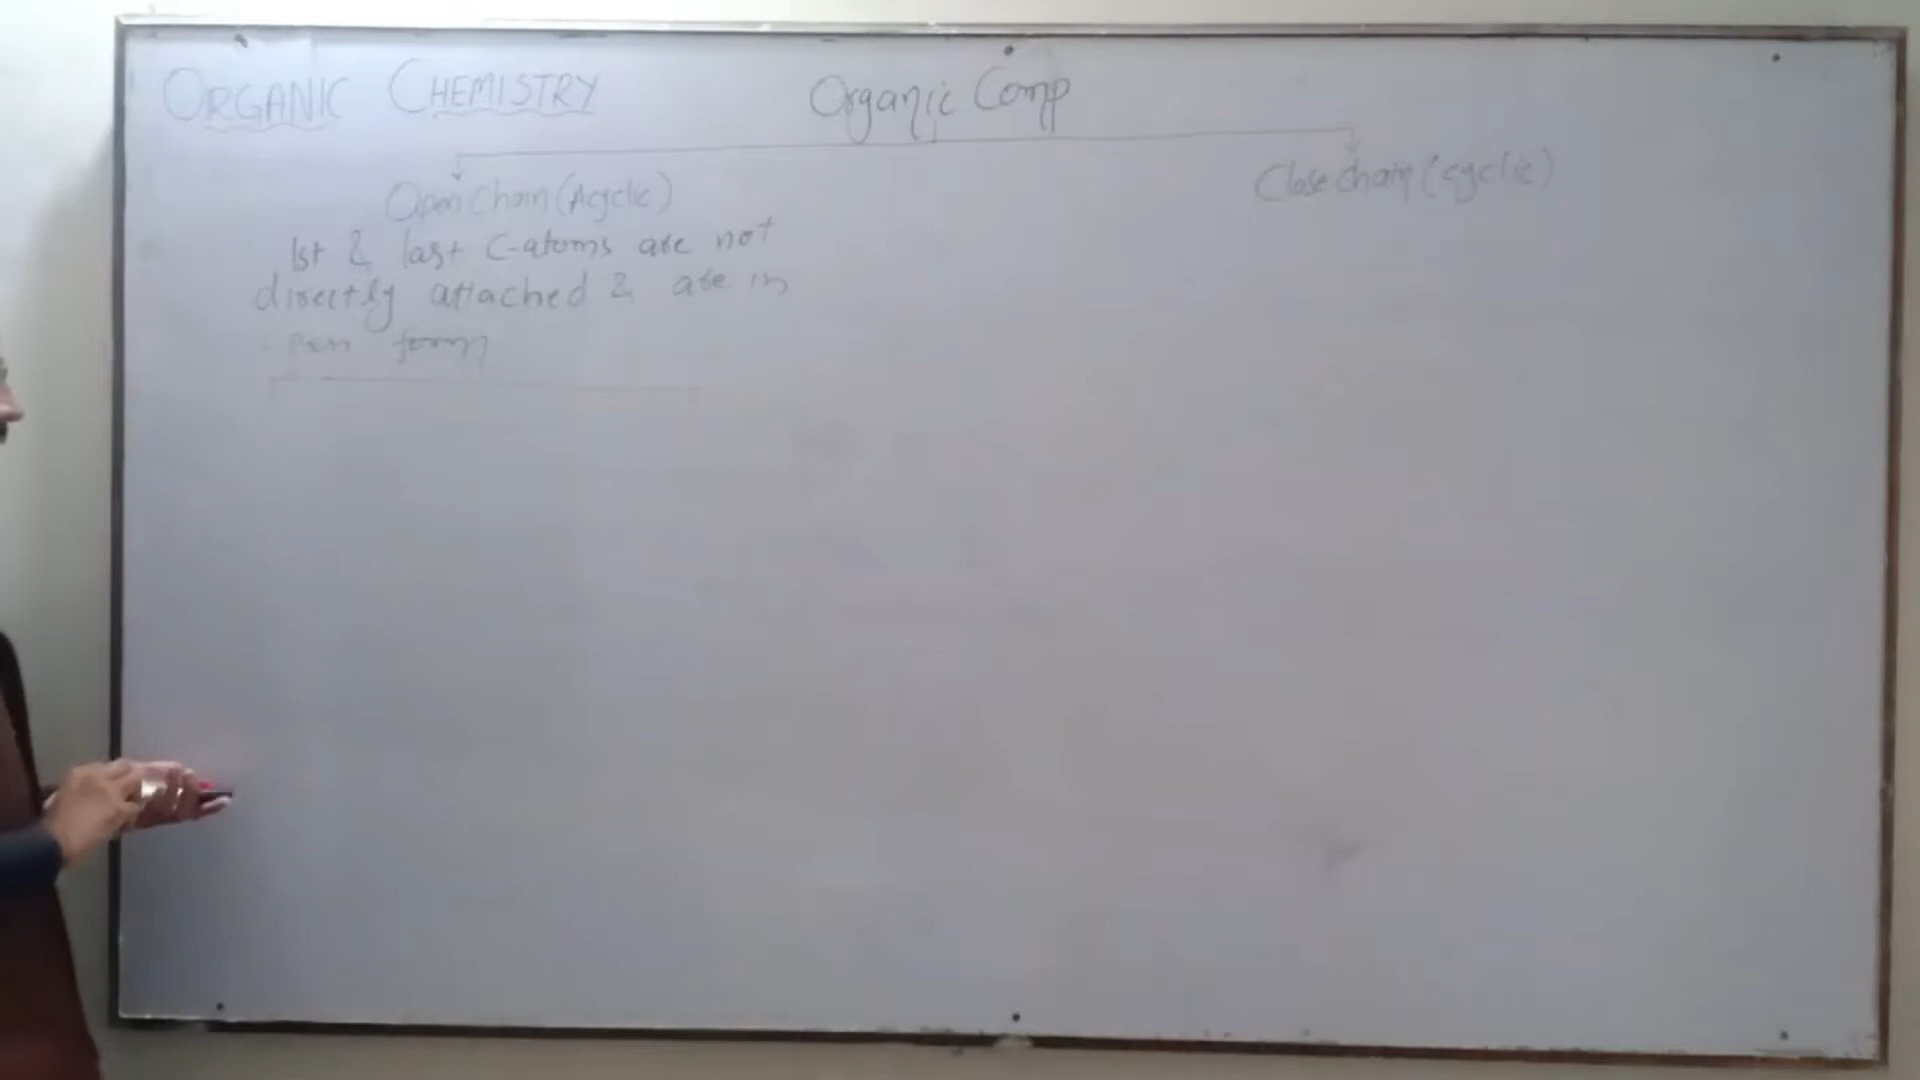 ORGANIC CHEMISTRY
Organic Comp
Open Chain (Acyclic)
Close chain (cyclic)
1st & last C-atoms are not
directly attached & are in
pen form